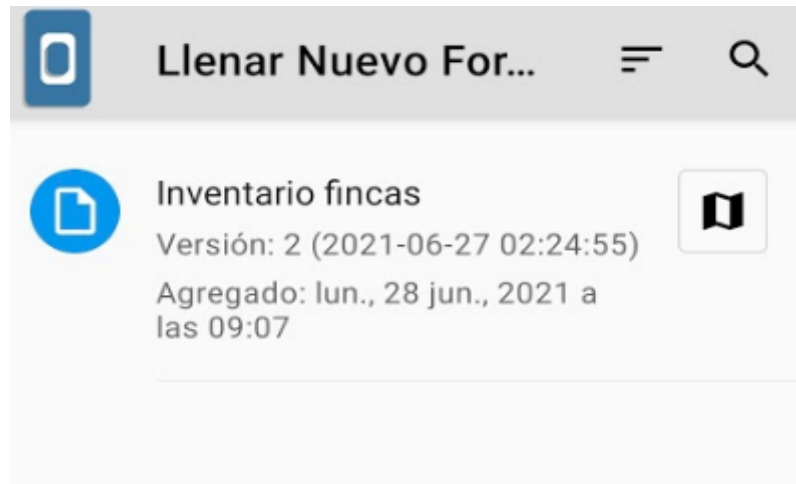 Llenar Nuevo For...
Inventario fincas
Versión: 2 (2021-06-27 02:24:55)
Agregado: lun., 28 jun., 2021 a
las 09:07